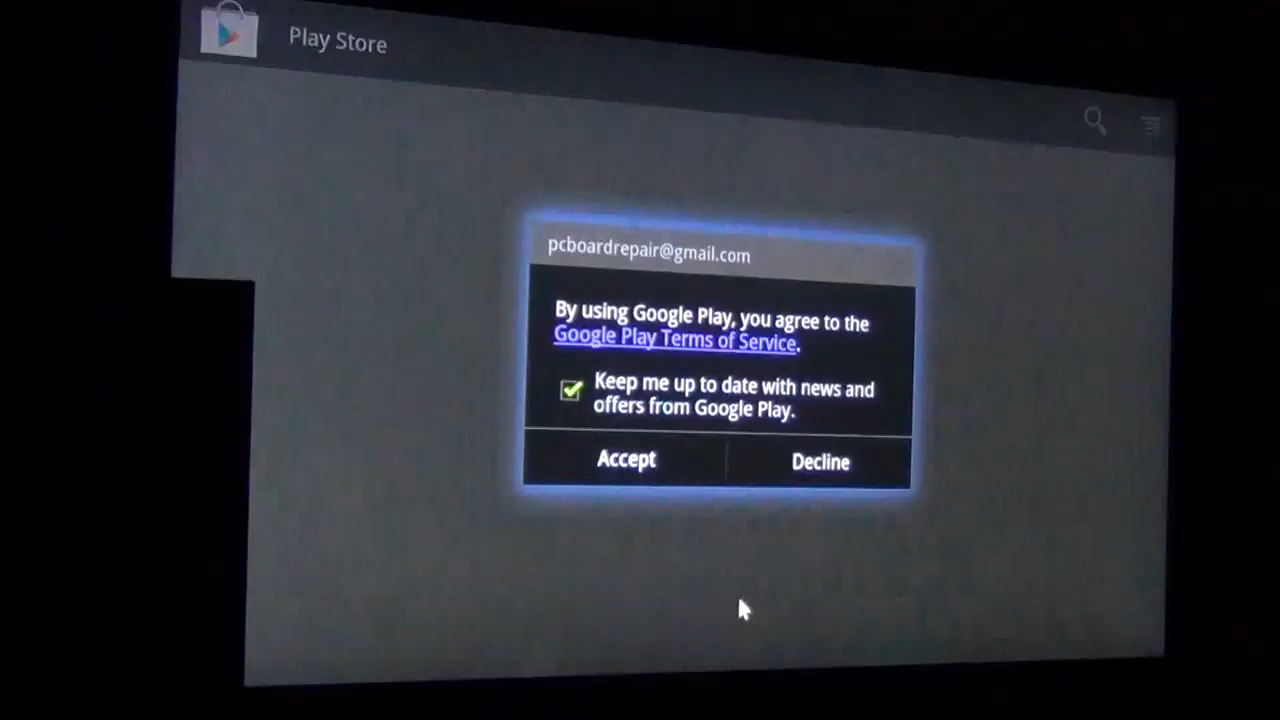 Play Store
pcboardrepair@gmail.com
By using Google Play, you agree to the
Google Play Terms of Service.
Keep me up to date with news and
offers from Google Play.
Accept
Decline